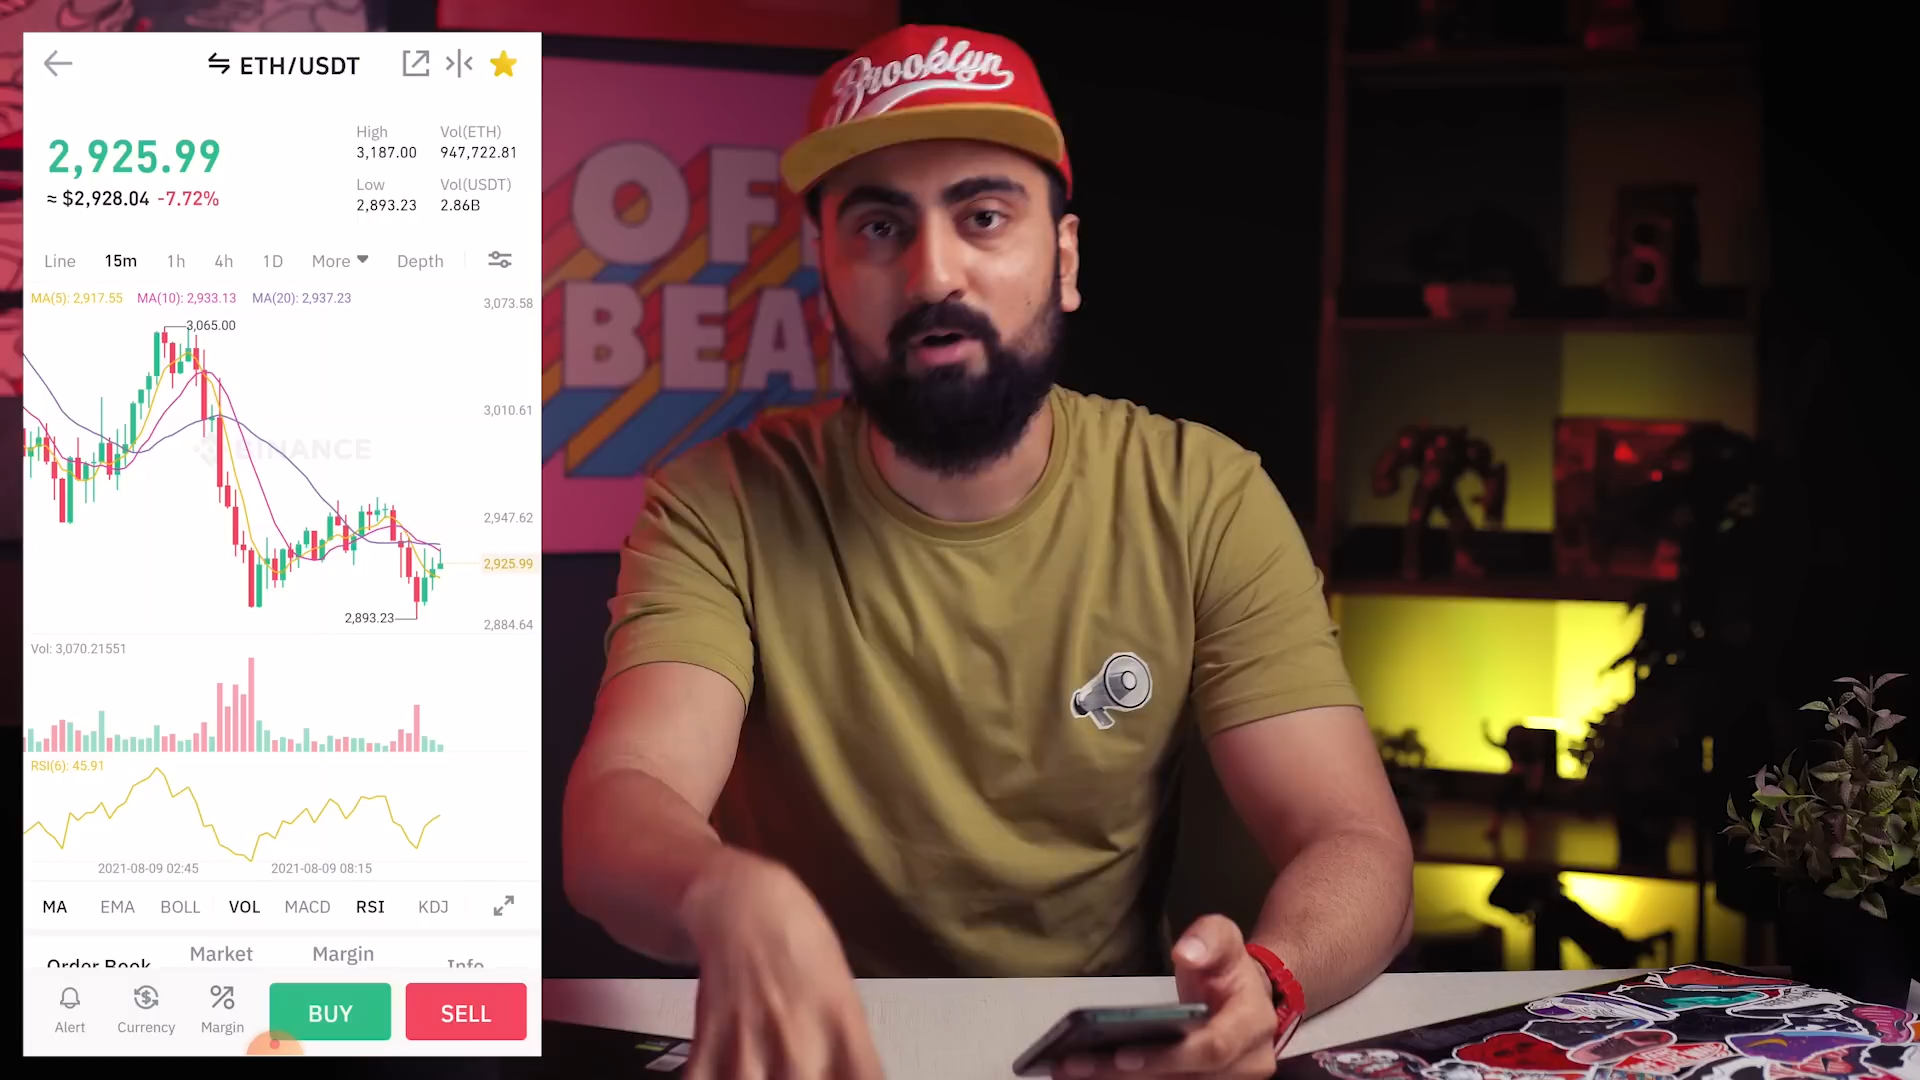 ETH/USDT
2,925.99
≈ $2,928.04 -7.72%
High
3,187.00
Vol(ETH)
947,722.81
Low
2,893.23
Vol(USDT)
2.86B
Line 15m 1h 4h 1D More Depth
MA(5): 2,917.55 MA(10): 2,933.13 MA(20): 2,937.23
3,073.58
3,065.00
3,010.61
BINANCE
2,947.62
2,925.99
2,893.23
2,884.64
Vol: 3,070.21551
RSI(6): 45.91
2021-08-09 02:45 2021-08-09 08:15
MA EMA BOLL VOL MACD RSI KDJ
Order Book Market Margin Info
Alert Currency Margin
BUY SELL
Brooklyn
OF
BEA